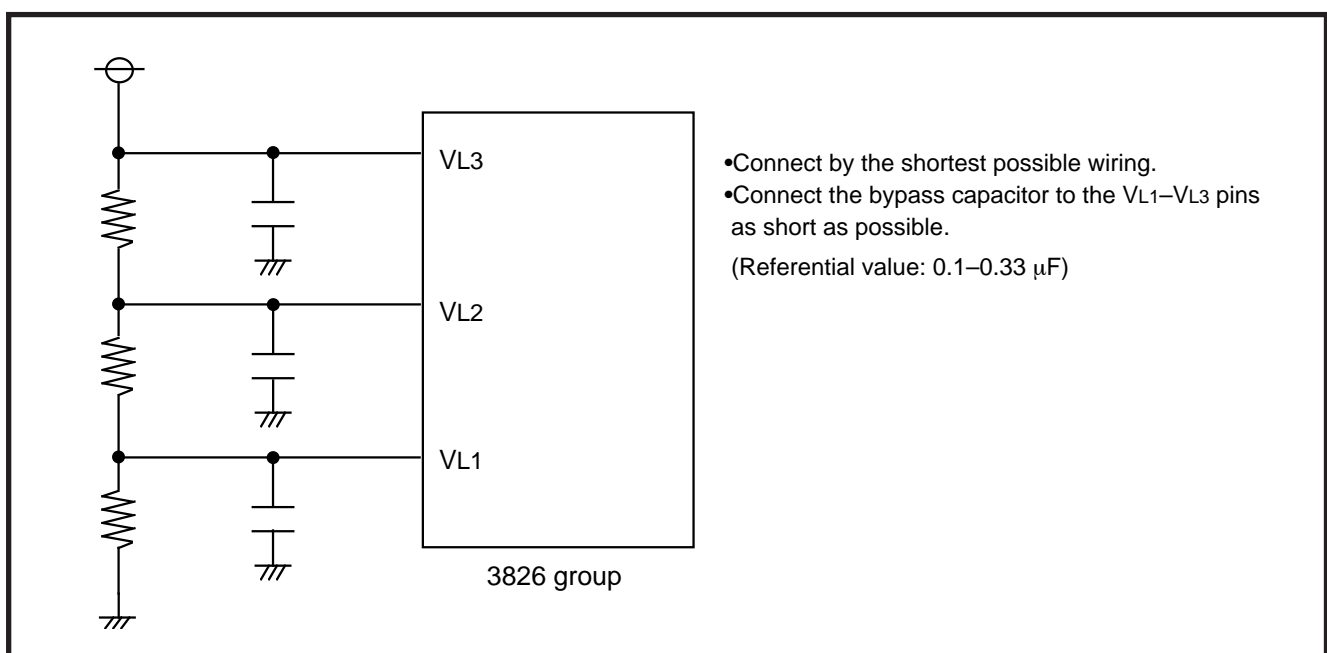 VL3
•Connect by the shortest possible wiring.
•Connect the bypass capacitor to the VL1–VL3 pins
as short as possible.
(Referential value: 0.1–0.33 μF)
VL2
VL1
3826 group